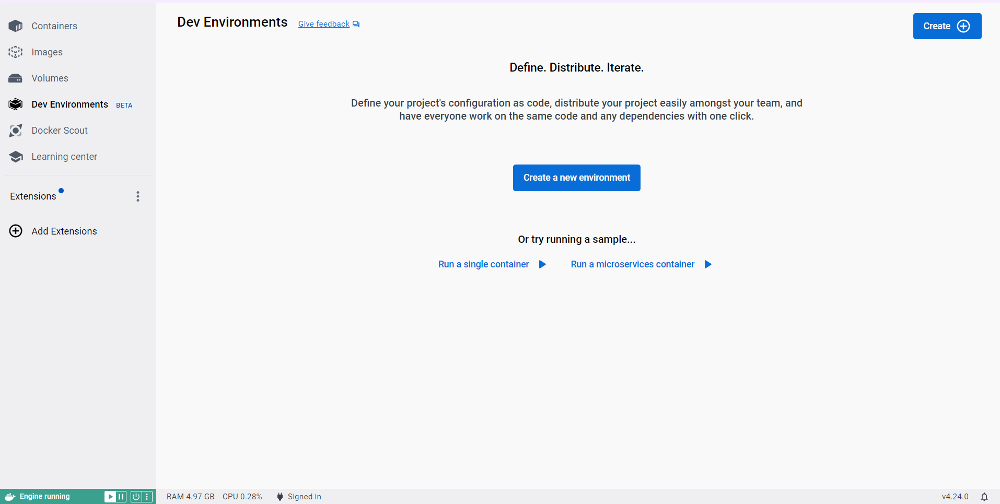 Containers
Images
Volumes
Dev Environments BETA
Docker Scout
Learning center
Extensions
Add Extensions
Dev Environments Give feedback
Create
Define. Distribute. Iterate.
Define your project's configuration as code, distribute your project easily amongst your team, and
have everyone work on the same code and any dependencies with one click.
Create a new environment
Or try running a sample...
Run a single container Run a microservices container
Engine running RAM 4.97 GB CPU 0.28% Signed in v4.24.0